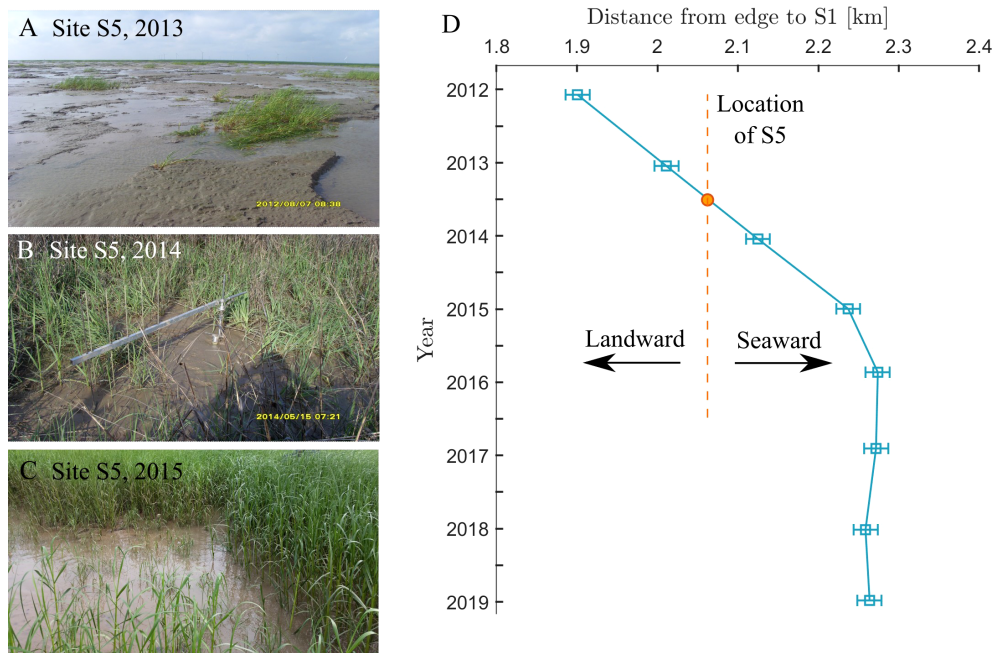 A Site S5, 2013
2012/08/07 08:38
B Site S5, 2014
2014/05/15 07:21
C Site S5, 2015
D
Distance from edge to S1 [km]
1.8 1.9 2 2.1 2.2 2.3 2.4
Year
2012
2013
2014
2015
2016
2017
2018
2019
Location
of S5
Landward
Seaward